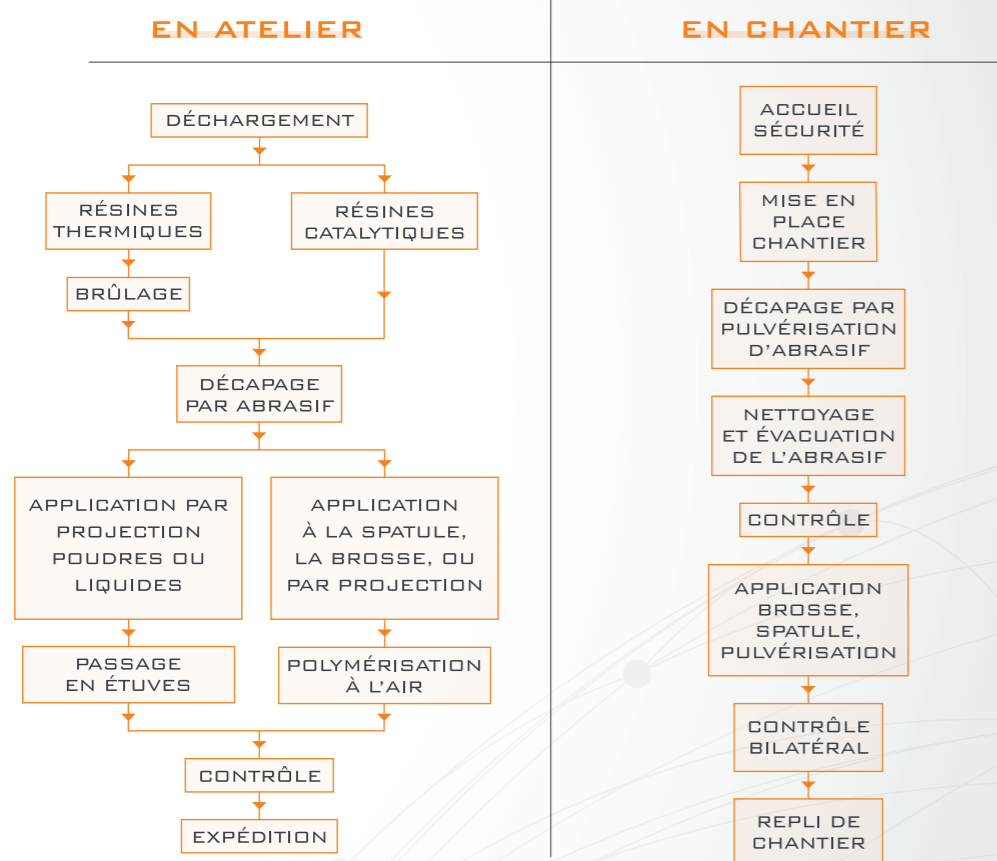 EN ATELIER
DÉCHARGEMENT
RÉSINES
THERMIQUES
RÉSINES
CATALYTIQUES
BRÛLAGE
DÉCAPAGE
PAR ABRASIF
APPLICATION PAR
PROJECTION
POUDRES OU
LIQUIDES
APPLICATION
À LA SPATULE,
LA BROSSE, OU
PAR PROJECTION
PASSAGE
EN ÉTUVES
POLYMÉRISATION
À L'AIR
CONTRÔLE
EXPÉDITION
EN CHANTIER
ACCUEIL
SÉCURITÉ
MISE EN
PLACE
CHANTIER
DÉCAPAGE PAR
PULVÉRISATION
D'ABRASIF
NETTOYAGE
ET ÉVACUATION
DE L'ABRASIF
CONTRÔLE
APPLICATION
BROSSE,
SPATULE,
PULVÉRISATION
CONTRÔLE
BILATÉRAL
REPLI DE
CHANTIER